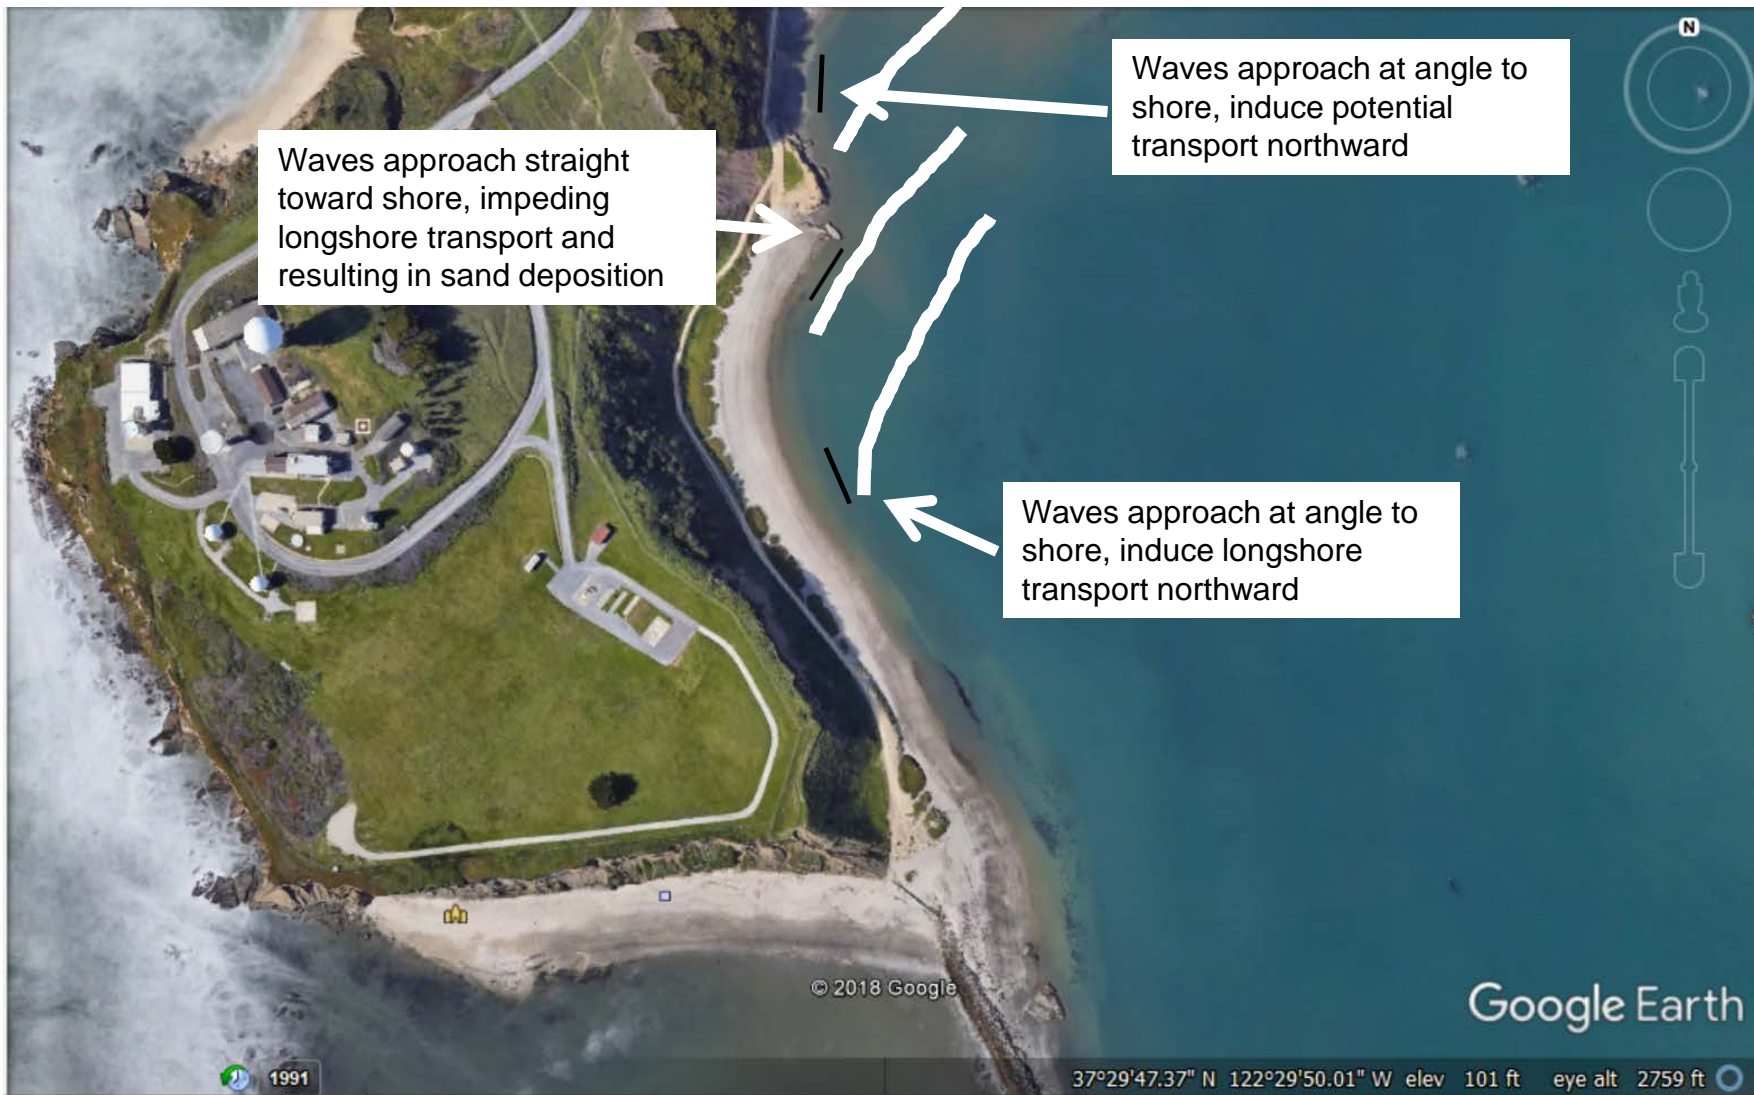 N
Waves approach at angle to
shore, induce potential
transport northward
Waves approach straight
toward shore, impeding
longshore transport and
resulting in sand deposition
Waves approach at angle to
shore, induce longshore
transport northward
© 2018 Google
Google Earth
1991
37°29'47.37" N 122°29'50.01" W elev 101 ft eye alt 2759 ft